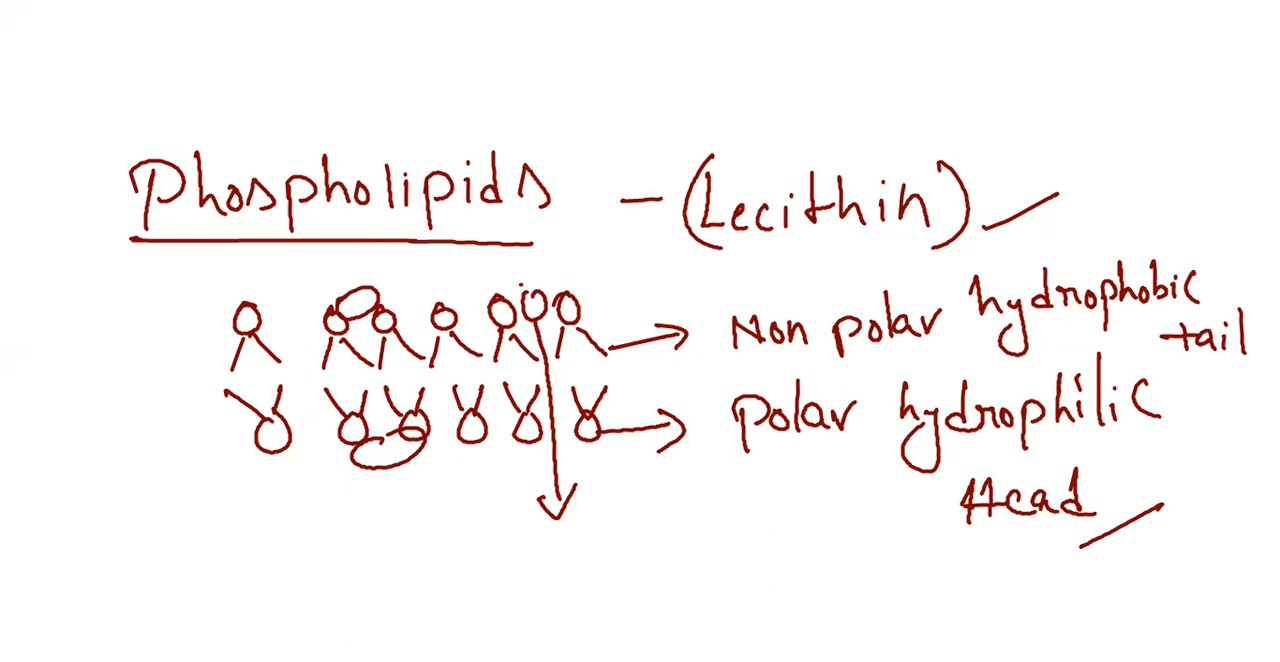 Phospholipids - (Lecithin)
Non polar hydrophobic
tail
polar hydrophilic
Head